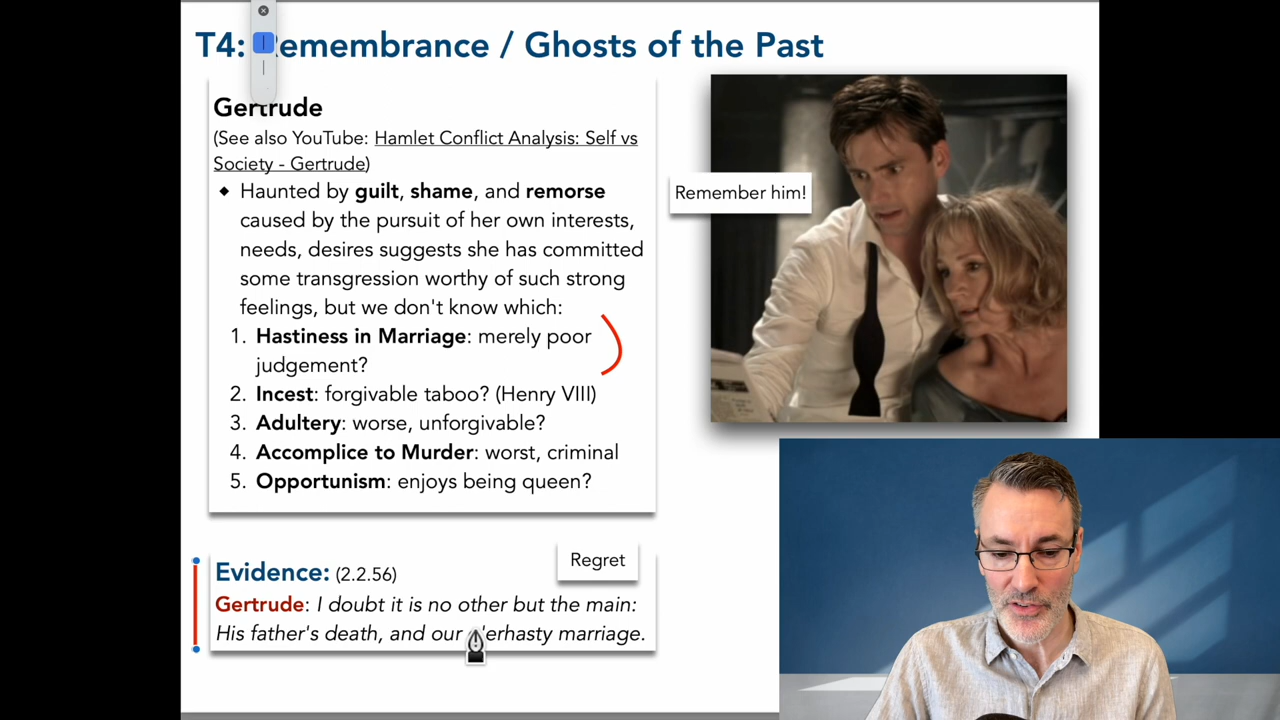 T4: Remembrance / Ghosts of the Past
Gertrude
(See also YouTube: Hamlet Conflict Analysis: Self vs
Society - Gertrude)
◆ Haunted by guilt, shame, and remorse
caused by the pursuit of her own interests,
needs, desires suggests she has committed
some transgression worthy of such strong
feelings, but we don't know which:
1. Hastiness in Marriage: merely poor
judgement?
2. Incest: forgivable taboo? (Henry VIII)
3. Adultery: worse, unforgivable?
4. Accomplice to Murder: worst, criminal
5. Opportunism: enjoys being queen?
Remember him!
Evidence: (2.2.56)
Regret
Gertrude: I doubt it is no other but the main:
His father's death, and our o'erhasty marriage.